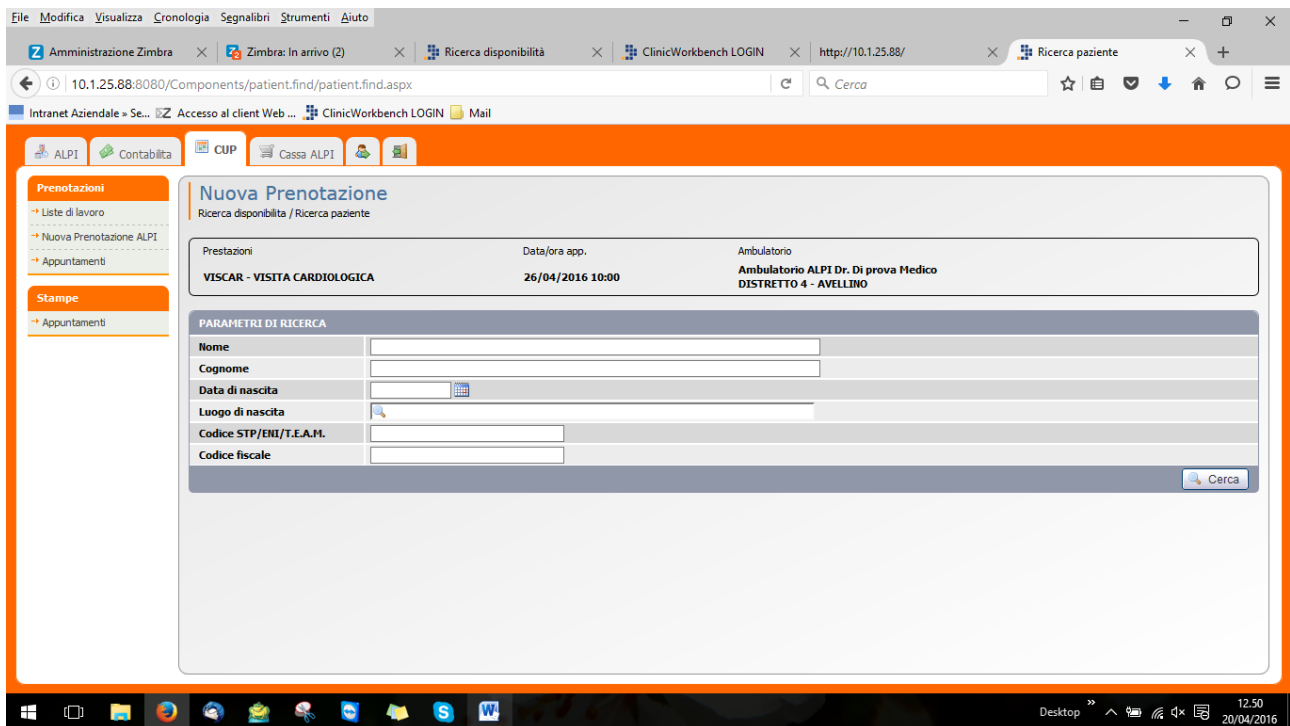 File Modifica Visualizza Cronologia Segnalibri Strumenti Aiuto
Amministrazione Zimbra
Zimbra: In arrivo (2)
Ricerca disponibilità
ClinicWorkbench LOGIN
http://10.1.25.88/
Ricerca paziente
10.1.25.88:8080/Components/patient.find/patient.find.aspx
Cerca
Intranet Aziendale » Se... Accesso al client Web ... ClinicWorkbench LOGIN Mail
ALPI Contabilita CUP Cassa ALPI
Prenotazioni
Liste di lavoro
Nuova Prenotazione ALPI
Appuntamenti
Stampe
Appuntamenti
Nuova Prenotazione
Ricerca disponibilita / Ricerca paziente
Prestazioni Data/ora app. Ambulatorio
VISCAR - VISITA CARDIOLOGICA 26/04/2016 10:00 Ambulatorio ALPI Dr. Di prova Medico
DISTRETTO 4 - AVELLINO
PARAMETRI DI RICERCA
Nome
Cognome
Data di nascita
Luogo di nascita
Codice STP/ENI/T.E.A.M.
Codice fiscale
Cerca
Desktop
12.50
20/04/2016